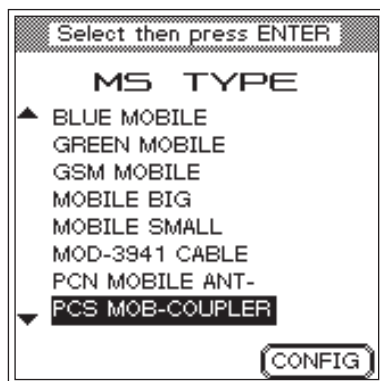 Select then press ENTER
MS TYPE
BLUE MOBILE
GREEN MOBILE
GSM MOBILE
MOBILE BIG
MOBILE SMALL
MOD-3941 CABLE
PCN MOBILE ANT-
PCS MOB-COUPLER
CONFIG